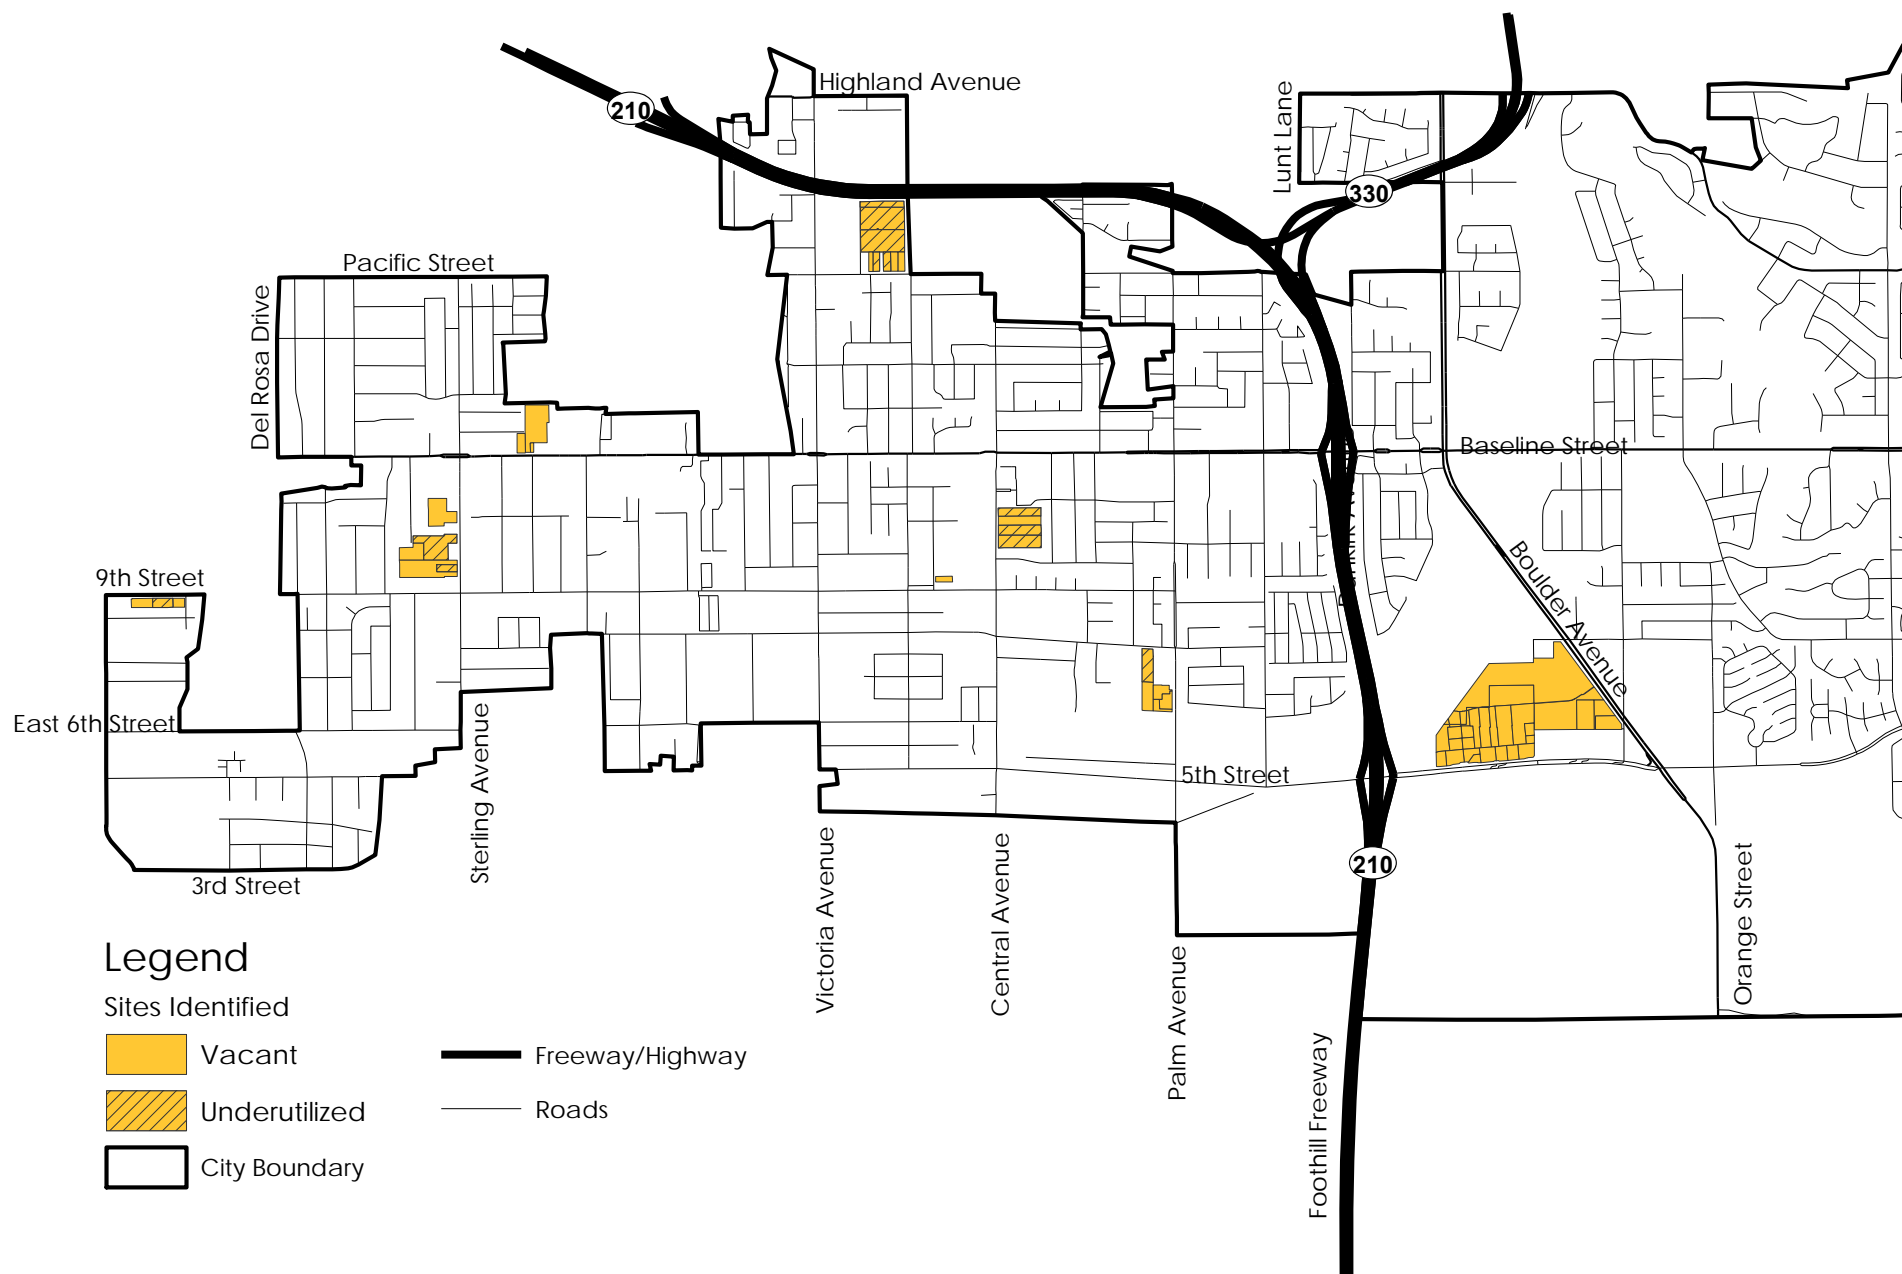 Highland Avenue
210
Lunt Lane
330
Pacific Street
Del Rosa Drive
Baseline Street
Boulder Avenue
9th Street
East 6th Street
Sterling Avenue
5th Street
3rd Street
Victoria Avenue
Central Avenue
Palm Avenue
210
Orange Street
Foothill Freeway
Legend
Sites Identified
Vacant
Freeway/Highway
Underutilized
Roads
City Boundary